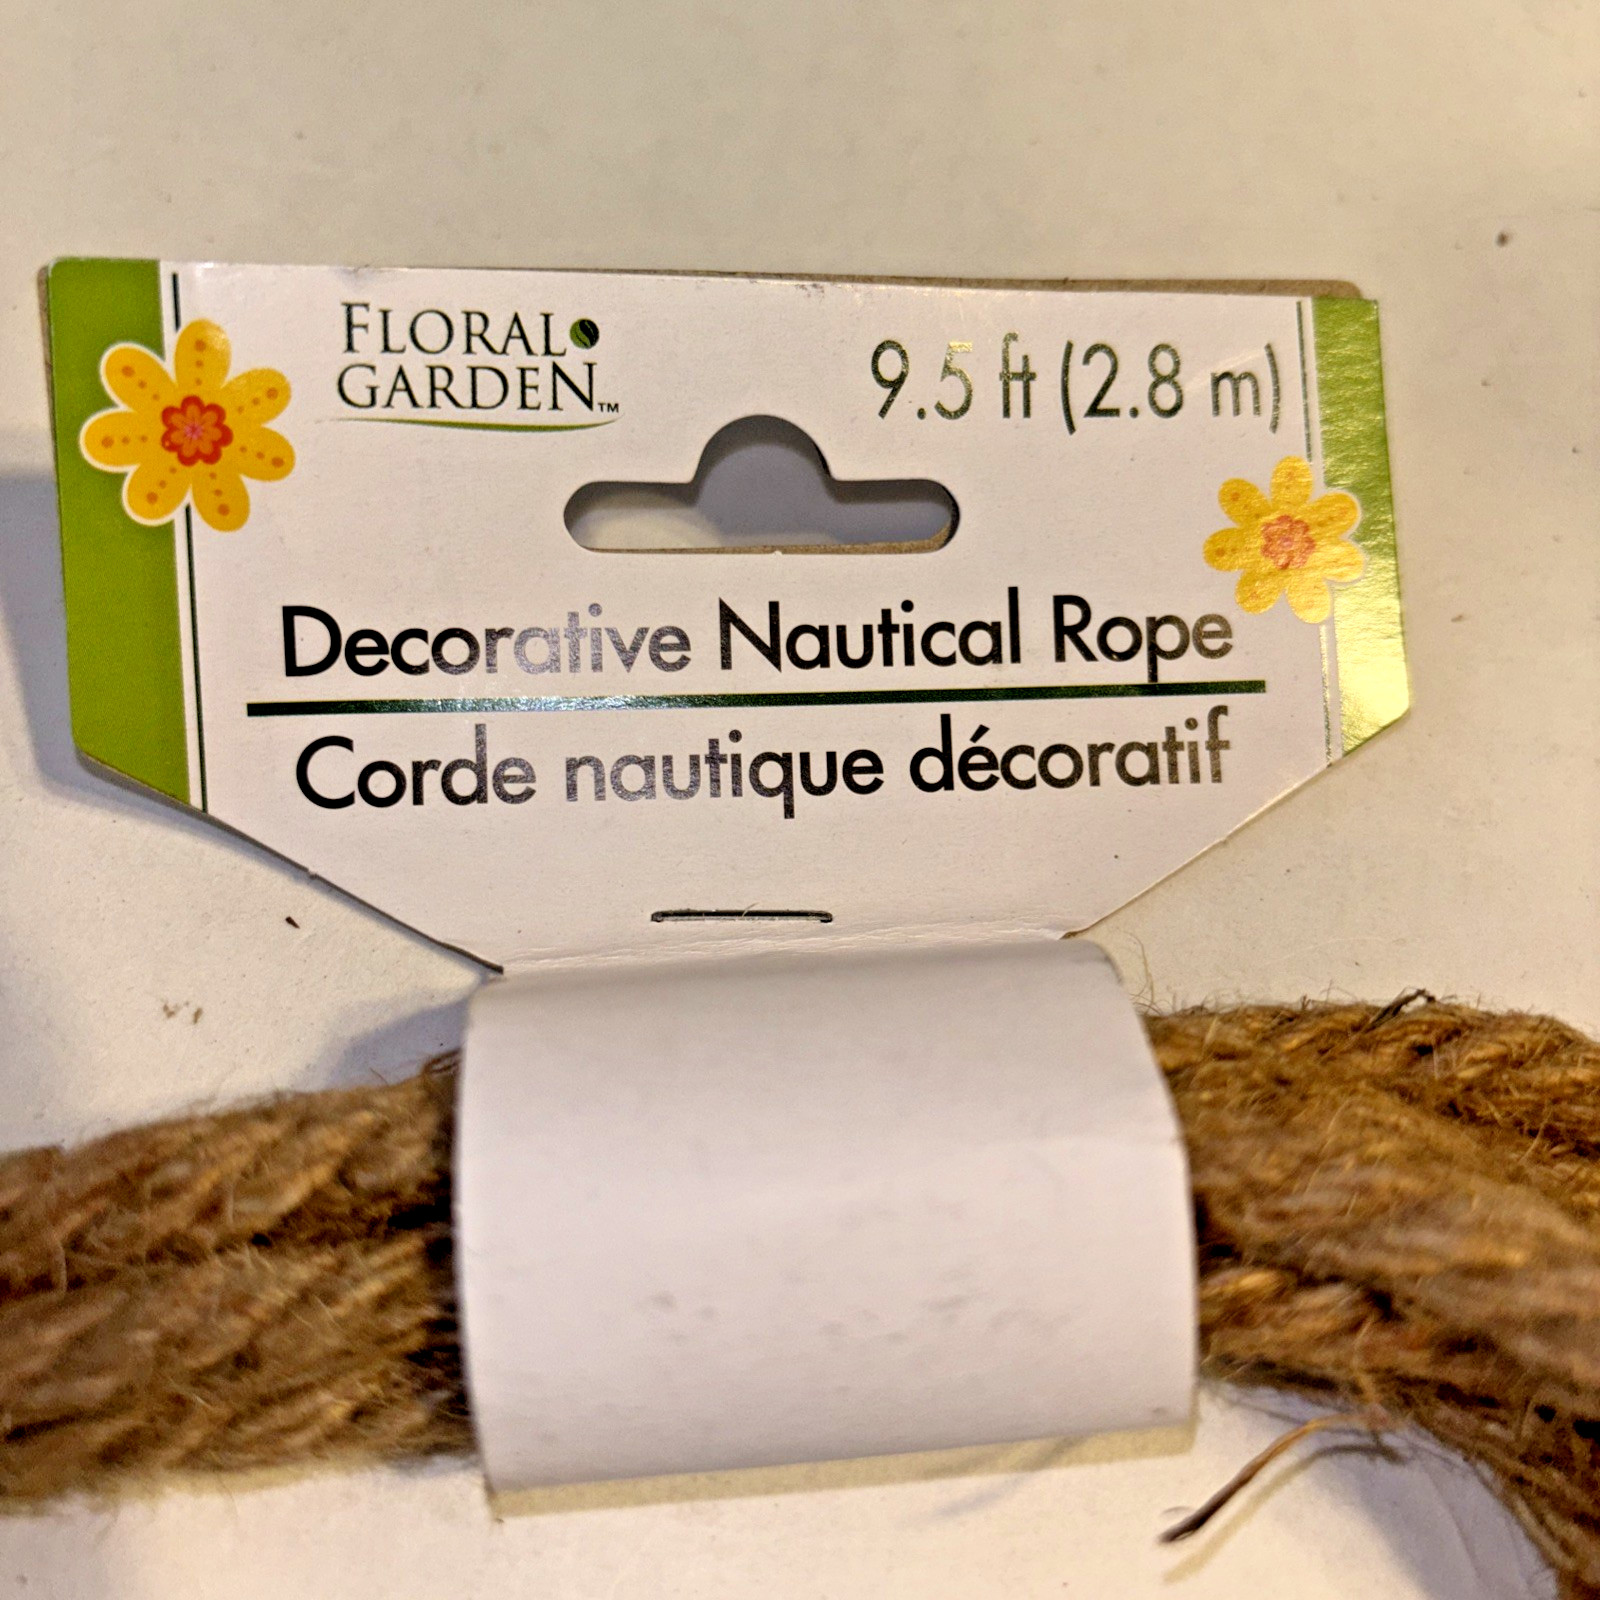 FLORAL
GARDEN™
9.5 ft (2.8 m)
Decorative Nautical Rope
Corde nautique décoratif